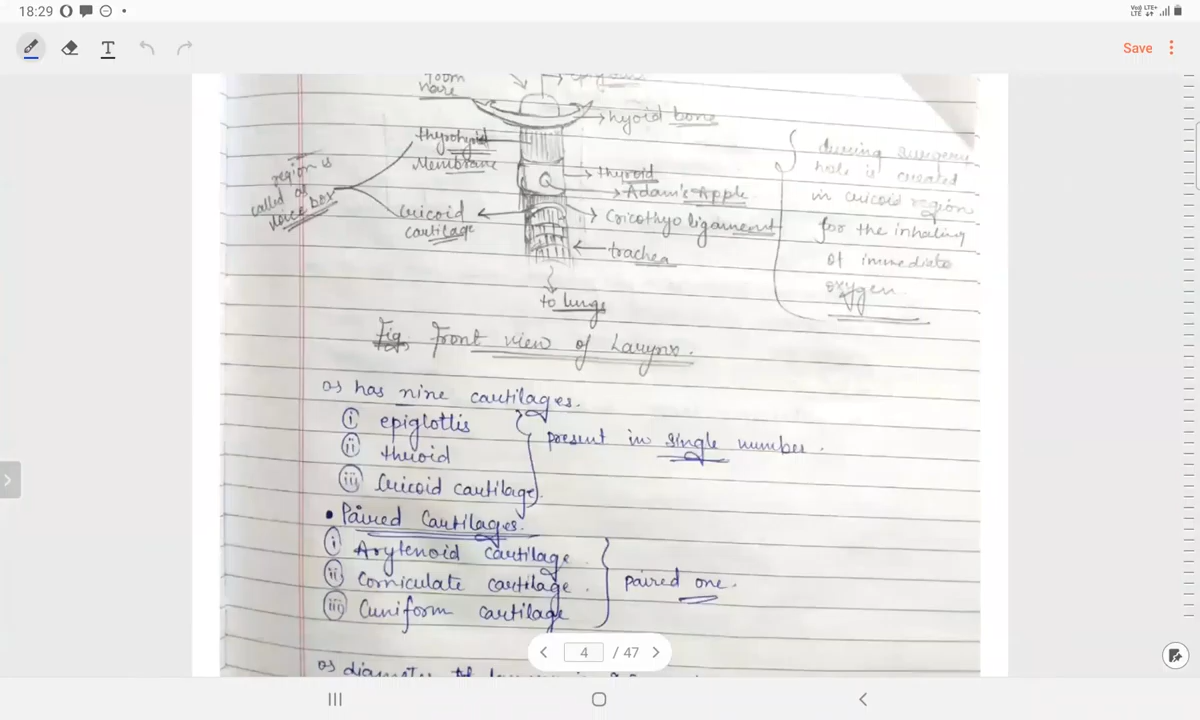 18:29
Save
hyoid bone
thyrohyoid
Membrane
region is
called as
voice box
thyroid
Adam's Apple
cricoid
cartilage
Cricothyo ligament
trachea
to lungs
during surgery
hole is created
in cricoid region
for the inhaling
of immediate
oxygen
Fig. Front view of Larynx.
has nine cartilages.
i epiglottis
present in single number.
ii thuroid
iii Cricoid cartilage
• Paired Cartilages.
i Arytenoid cartilage
ii Corniculate cartilage.
paired one.
iii Cuniform cartilage
4 / 47